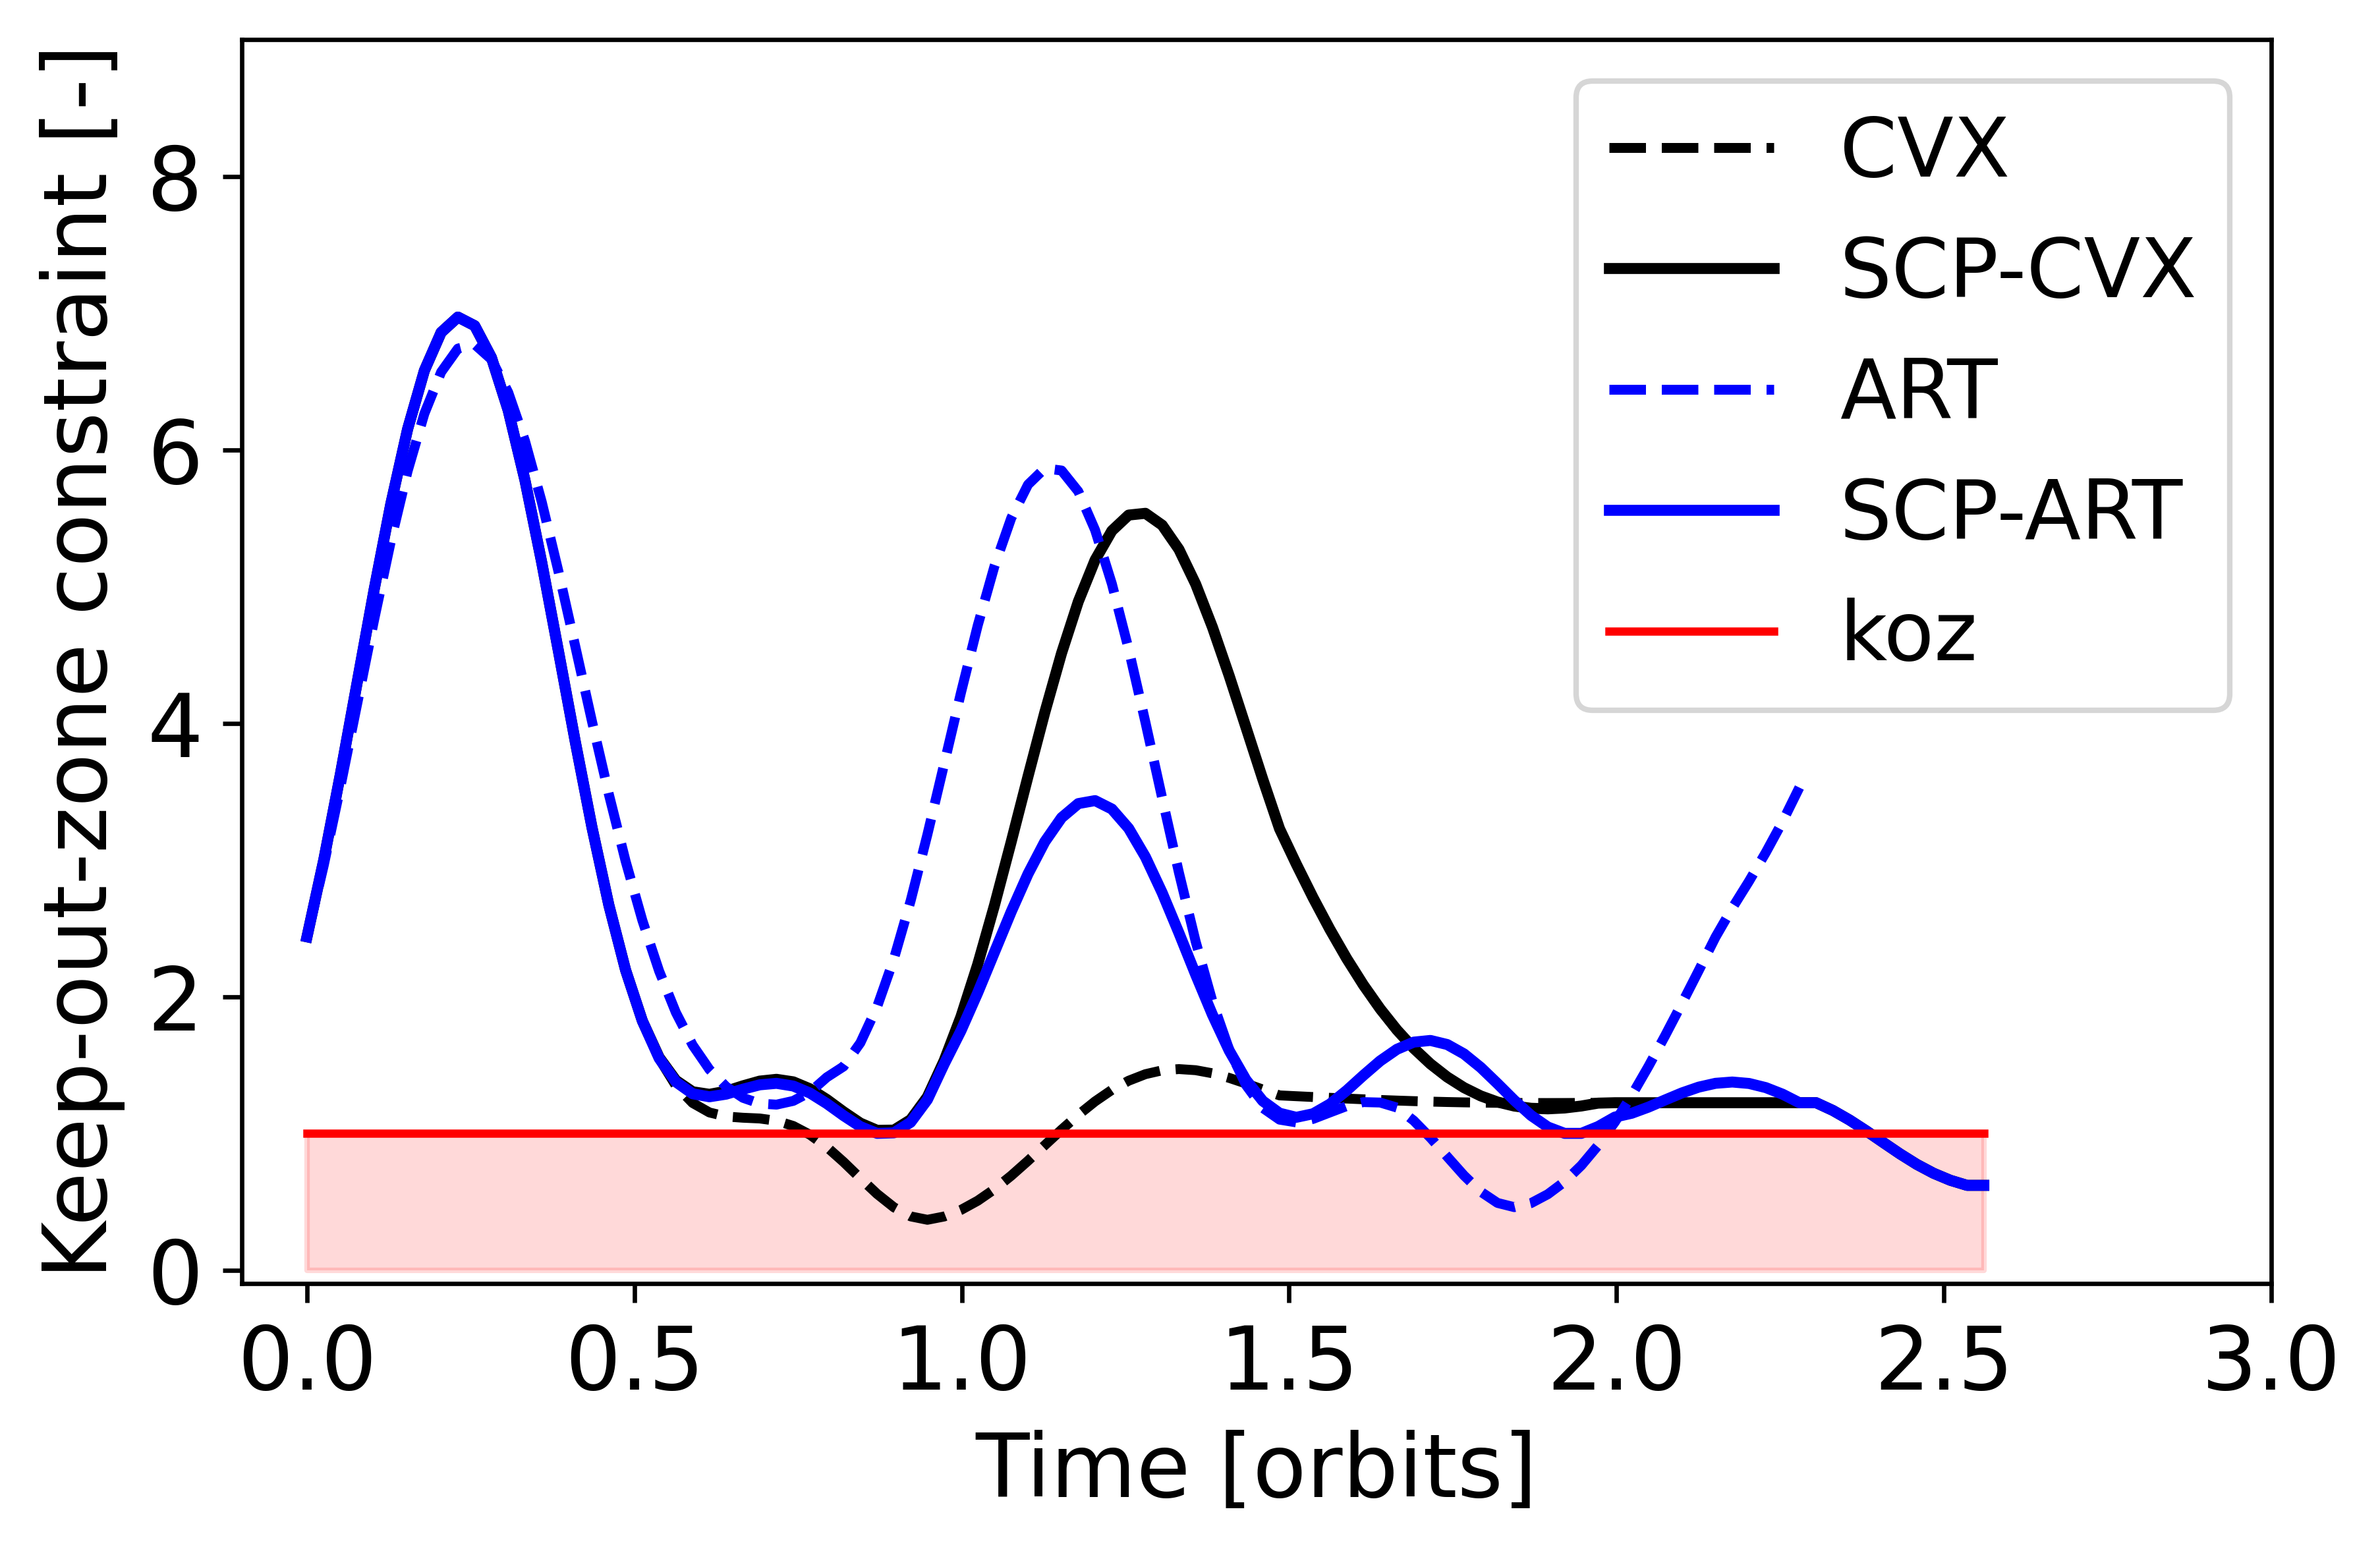 Keep-out-zone constraint [-]
8
6
4
2
0
CVX
SCP-CVX
ART
SCP-ART
koz
0.0 0.5 1.0 1.5 2.0 2.5 3.0
Time [orbits]